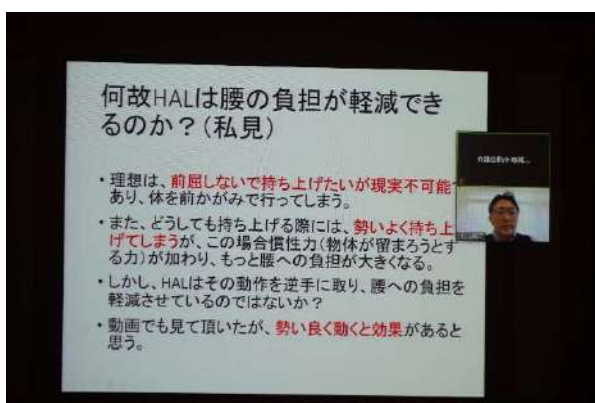 何故HALは腰の負担が軽減でき
るのか？（私見）
・理想は、前屈しないで持ち上げたいが現実不可能で
あり、体を前かがみで行ってしまう。
・また、どうしても持ち上げる際には、勢いよく持ち上
げてしまうが、この場合慣性力（物体が留まろうとす
る力）が加わり、もっと腰への負担が大きくなる。
・しかし、HALはその動作を逆手に取り、腰への負担を
軽減させているのではないか？
・動画でも見て頂いたが、勢い良く動くと効果があると
思う。